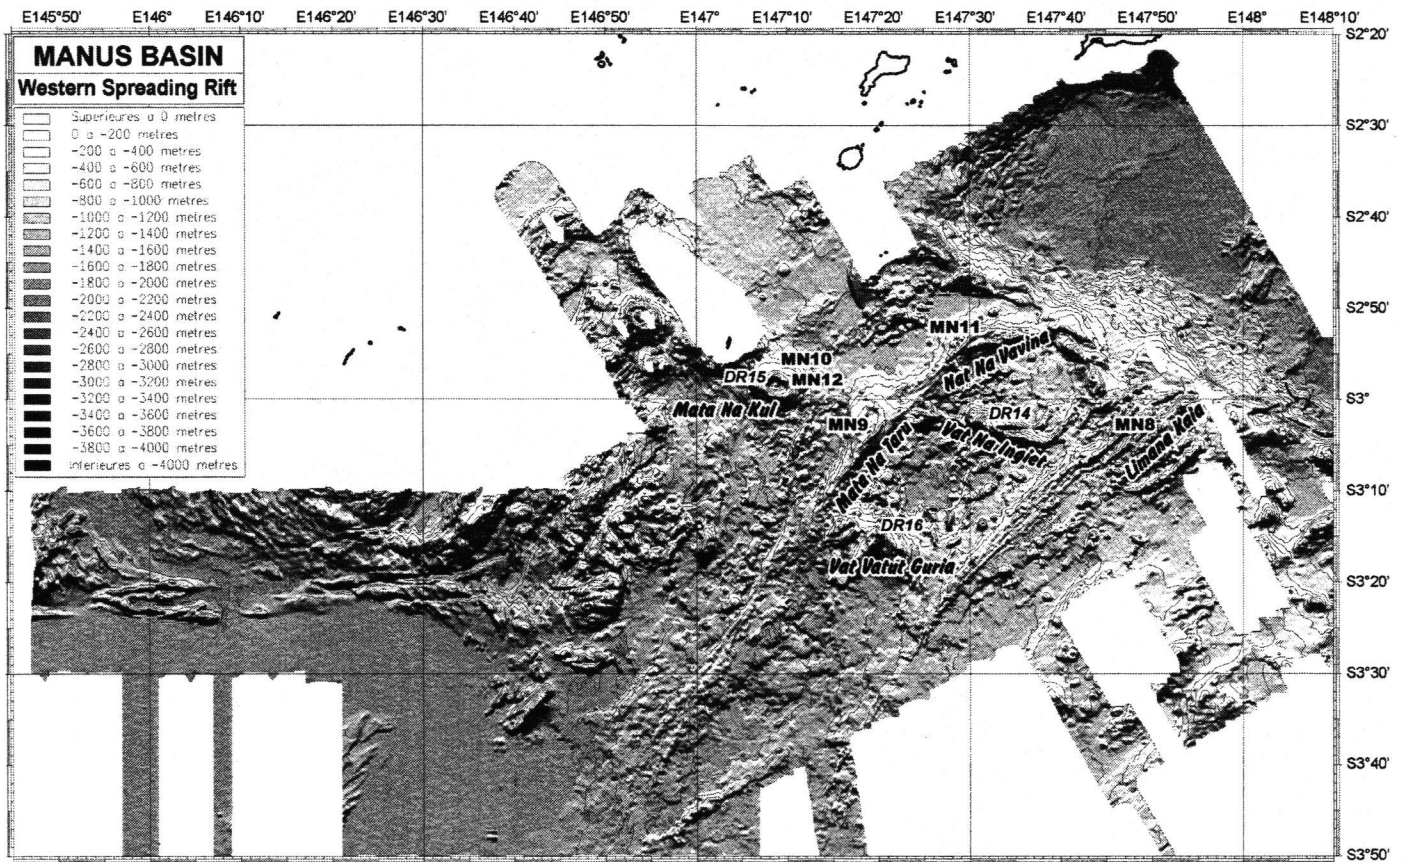 E145°50' E146° E146°10' E146°20' E146°30' E146°40' E146°50' E147° E147°10' E147°20' E147°30' E147°40' E147°50' E148° E148°10'
MANUS BASIN
Western Spreading Rift
Superieures a 0 metres
0 a -200 metres
-200 a -400 metres
-400 a -600 metres
-600 a -800 metres
-800 a -1000 metres
-1000 a -1200 metres
-1200 a -1400 metres
-1400 a -1600 metres
-1600 a -1800 metres
-1800 a -2000 metres
-2000 a -2200 metres
-2200 a -2400 metres
-2400 a -2600 metres
-2600 a -2800 metres
-2800 a -3000 metres
-3000 a -3200 metres
-3200 a -3400 metres
-3400 a -3600 metres
-3600 a -3800 metres
-3800 a -4000 metres
inferieures a -4000 metres
S2°20'
S2°30'
S2°40'
S2°50'
S3°
S3°10'
S3°20'
S3°30'
S3°40'
S3°50'
MN11
Nat Na Vavina
MN10
DR15
MN12
Mata Na Kul
MN9
DR14
MN8
Vat Naringiet
Limana Kaia
Mata Na Taru
DR16
Vat Vatut Guria